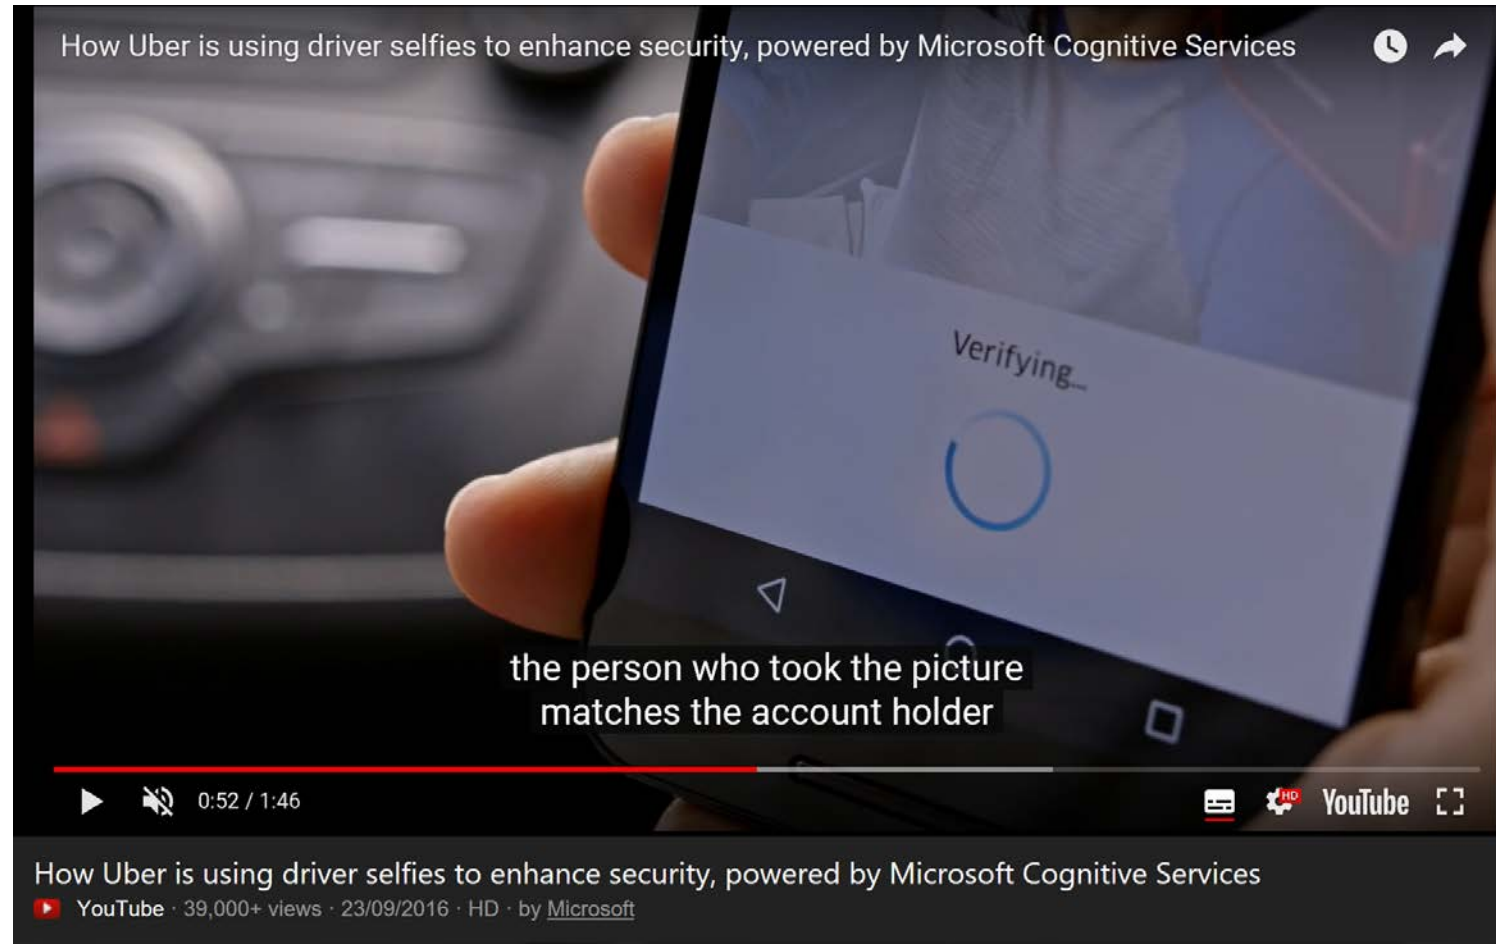 How Uber is using driver selfies to enhance security, powered by Microsoft Cognitive Services
Verifying...
the person who took the picture
matches the account holder
0:52 / 1:46
HD
YouTube
How Uber is using driver selfies to enhance security, powered by Microsoft Cognitive Services
YouTube · 39,000+ views · 23/09/2016 · HD · by Microsoft